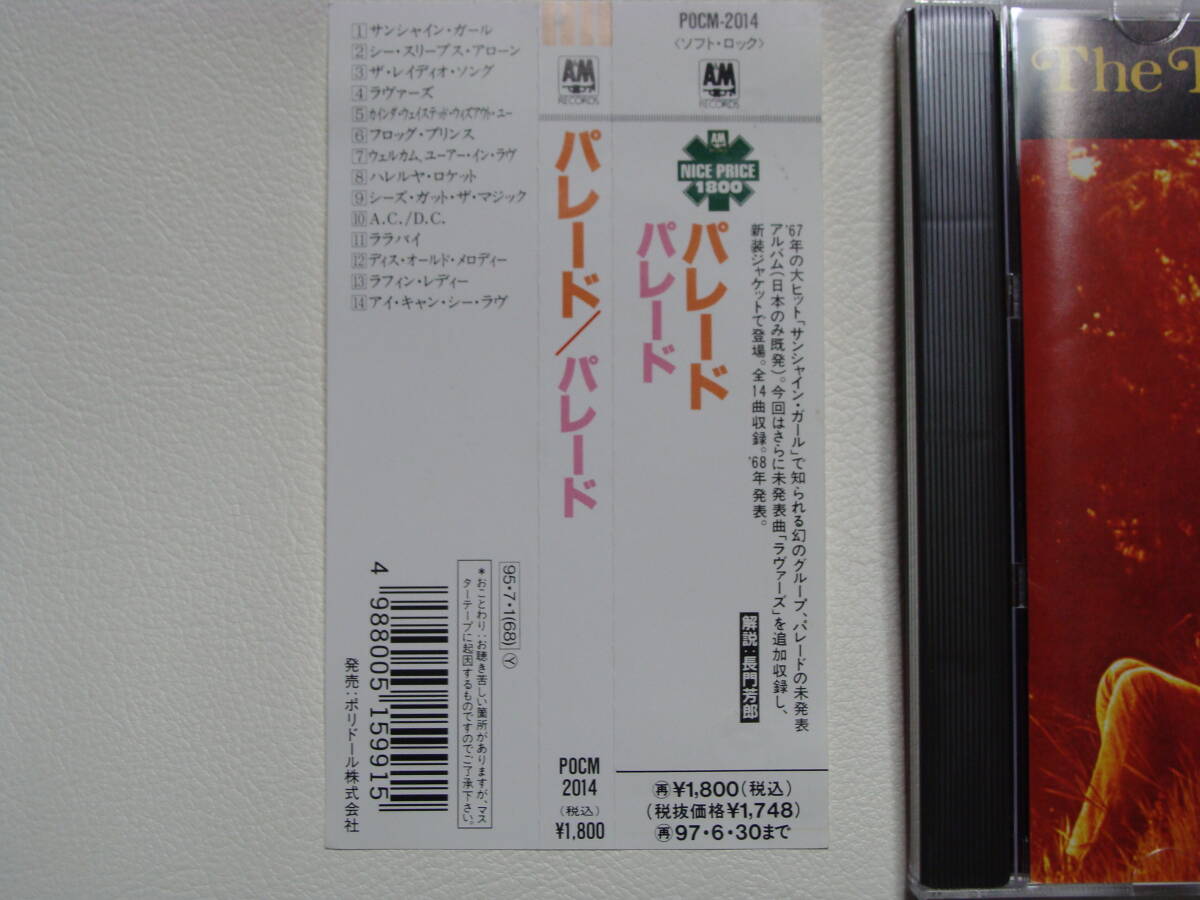 1 サンシャイン・ガール
2 シー・スリープス・アローン
3 ザ・レイディオ・ソング
4 ラヴァーズ
5 カインダ・ウェイステッド・ウィズアウト・ユー
6 フロッグ・プリンス
7 ウェルカム、ユーアー・イン・ラヴ
8 ハレルヤ・ロケット
9 シーズ・ガット・ザ・マジック
10 A.C./D.C.
11 ララバイ
12 ディス・オールド・メロディー
13 ラフィン・レディー
14 アイ・キャン・シー・ラヴ
95・7・1(68) Y
*おことわり:お聴き苦しい箇所がありますが、マス
ターテープに起因するものですのでご了承下さい。
4 988005 159915
発売:ポリドール株式会社
A&M
RECORDS
パレード/パレード
POCM
2014
(税込)
¥1,800
POCM-2014
〈ソフト・ロック〉
A&M
RECORDS
A&M
NICE PRICE
1800
パレード
パレード
'67年の大ヒット「サンシャイン・ガール」で知られる幻のグループ、パレードの未発表
アルバム(日本のみ既発)。今回はさらに未発表曲「ラヴァーズ」を追加収録し、
新装ジャケットで登場。全14曲収録。'68年発表。
解説:長門芳郎
再¥1,800(税込)
(税抜価格¥1,748)
再97・6・30まで
The